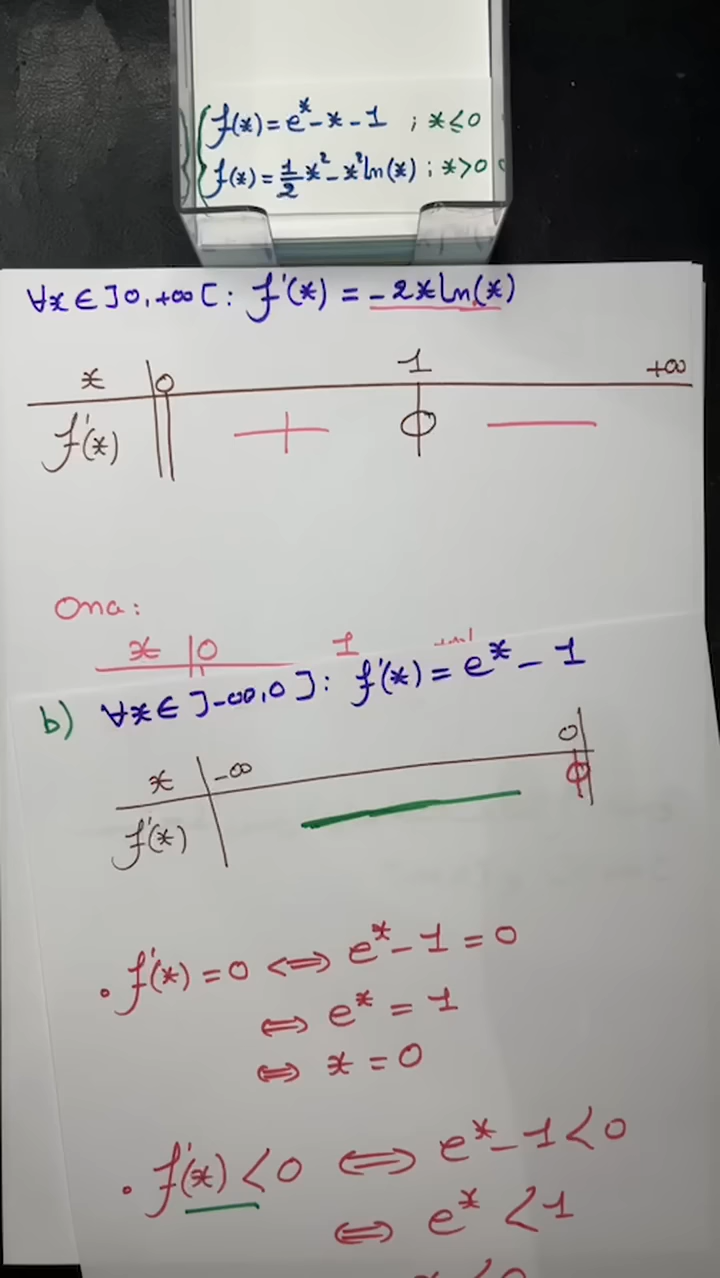 f(x) = e^x - x - 1 ; x ≤ 0
f(x) = 1/2 x² - x² ln(x) ; x > 0
∀x ∈ ]0, +∞[ : f'(x) = -2x ln(x)
x | 0 1 +∞
f'(x) || + 0 −
Ona :
x | 0 1
b) ∀x ∈ ]-∞, 0] : f'(x) = e^x - 1
x | -∞ 0
f'(x) − 0
• f'(x) = 0 ⟺ e^x - 1 = 0
⟺ e^x = 1
⟺ x = 0
• f'(x) < 0 ⟺ e^x - 1 < 0
⟺ e^x < 1